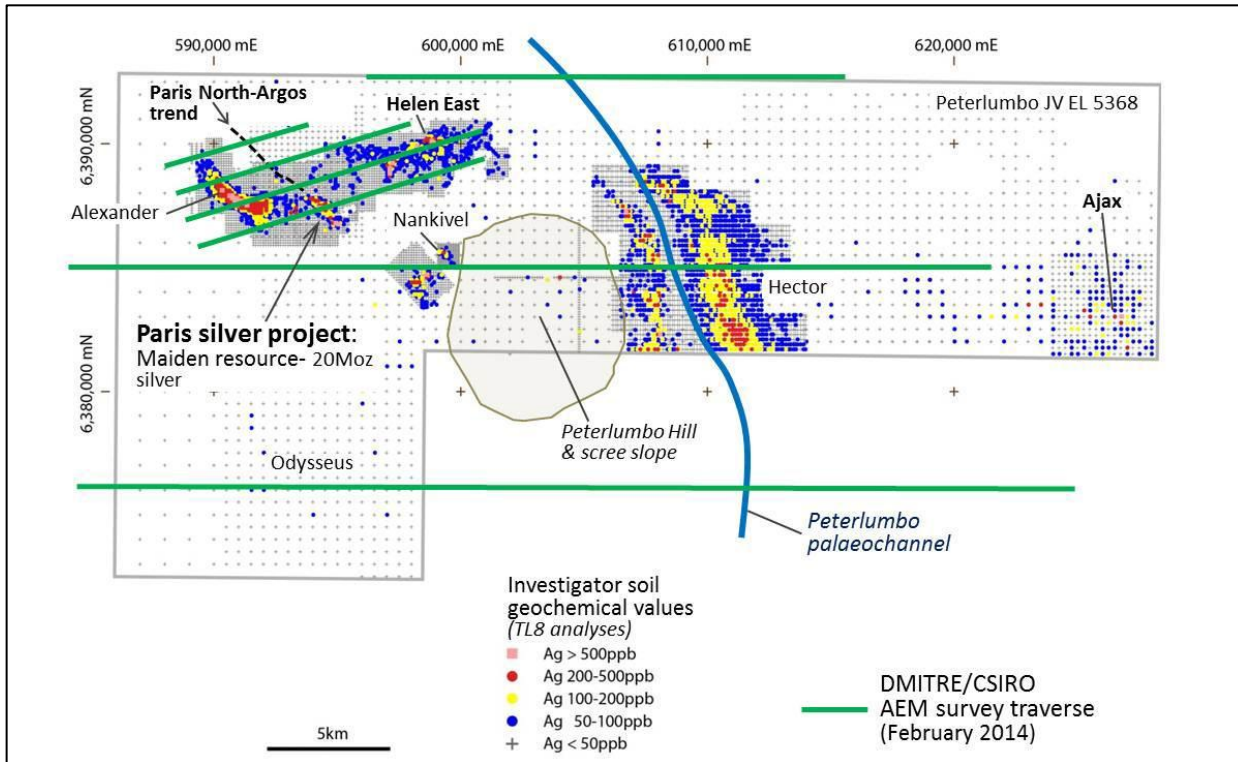 590,000 mE
600,000 mE
610,000 mE
620,000 mE
6,390,000 mN
6,380,000 mN
Paris North-Argos
trend
Helen East
Peterlumbo JV EL 5368
Alexander
Nankivel
Ajax
Hector
Paris silver project:
Maiden resource- 20Moz
silver
Peterlumbo Hill
& scree slope
Odysseus
Peterlumbo
palaeochannel
Investigator soil
geochemical values
(TL8 analyses)
Ag > 500ppb
Ag 200-500ppb
Ag 100-200ppb
Ag 50-100ppb
Ag < 50ppb
DMITRE/CSIRO
AEM survey traverse
(February 2014)
5km